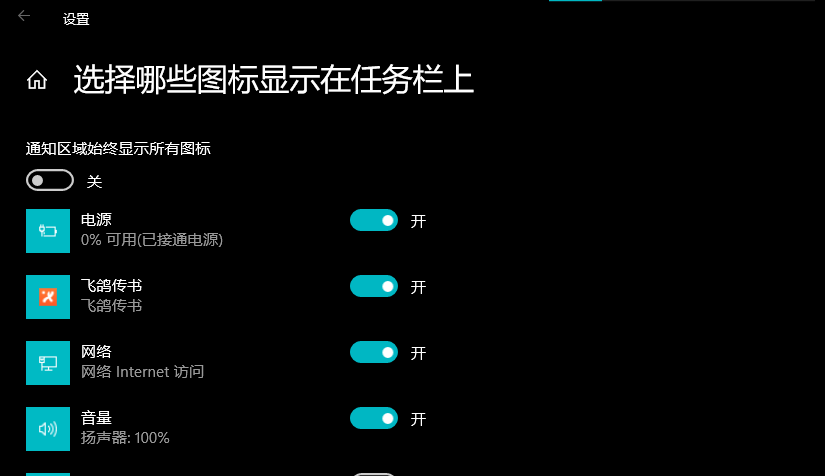 设置
选择哪些图标显示在任务栏上
通知区域始终显示所有图标
关
电源
0% 可用(已接通电源)
开
飞鸽传书
飞鸽传书
开
网络
网络 Internet 访问
开
音量
扬声器: 100%
开